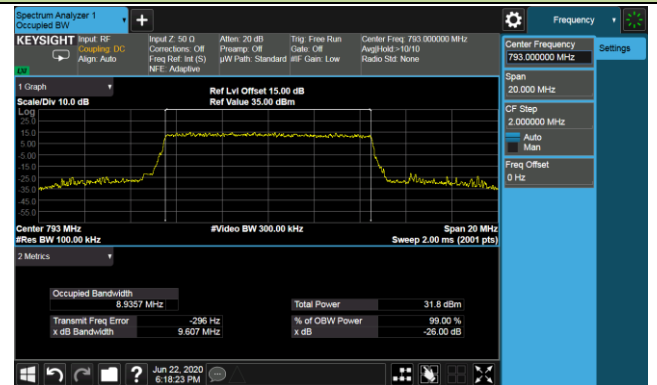 Spectrum Analyzer 1
Occupied BW
Frequency
KEYSIGHT
Input: RF
Coupling: DC
Align: Auto
Input Z: 50 Ω
Corrections: Off
Freq Ref: Int (S)
NFE: Adaptive
Atten: 20 dB
Preamp: Off
µW Path: Standard
Trig: Free Run
Gate: Off
#IF Gain: Low
Center Freq: 793.000000 MHz
Avg|Hold:>10/10
Radio Std: None
LW
Center Frequency
793.000000 MHz
Settings
Span
20.000 MHz
CF Step
2.000000 MHz
Auto
Man
Freq Offset
0 Hz
1 Graph
Scale/Div 10.0 dB
Ref Lvl Offset 15.00 dB
Ref Value 35.00 dBm
Log
25.0
15.0
5.00
-5.00
-15.0
-25.0
-35.0
-45.0
-55.0
Center 793 MHz
#Video BW 300.00 kHz
Span 20 MHz
#Res BW 100.00 kHz
Sweep 2.00 ms (2001 pts)
2 Metrics
Occupied Bandwidth
8.9357 MHz
Total Power 31.8 dBm
Transmit Freq Error -296 Hz
% of OBW Power 99.00 %
x dB Bandwidth 9.607 MHz
x dB -26.00 dB
?
Jun 22, 2020
6:18:23 PM